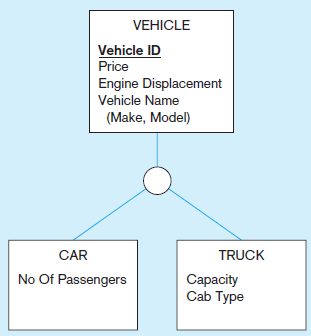 VEHICLE
Vehicle ID
Price
Engine Displacement
Vehicle Name
(Make, Model)
CAR
No Of Passengers
TRUCK
Capacity
Cab Type